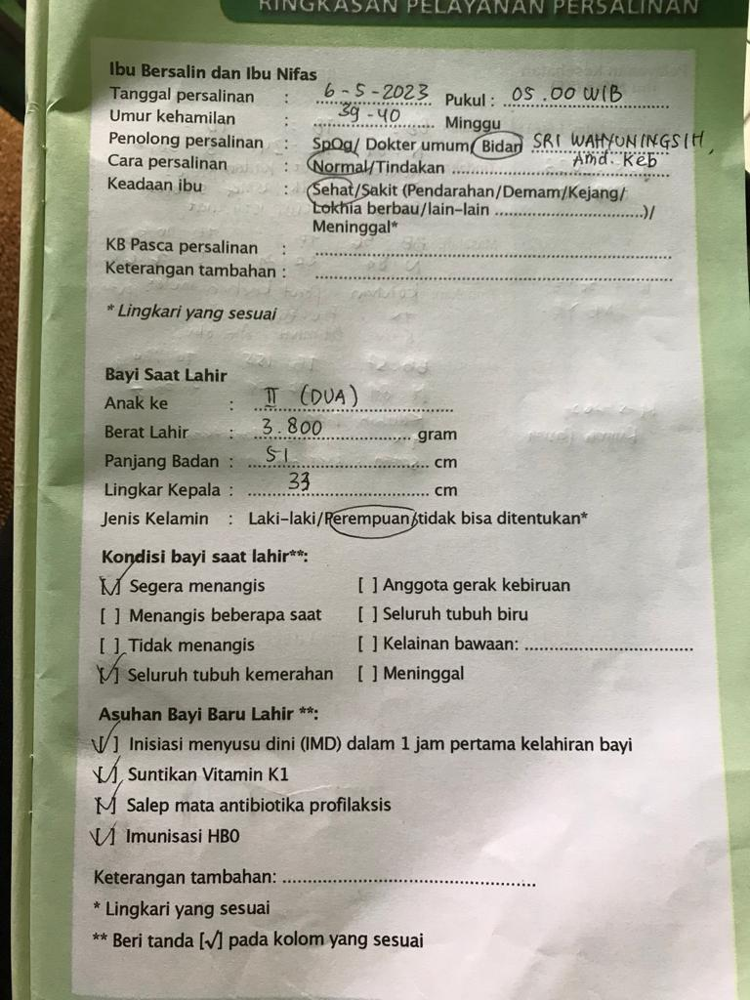 RINGKASAN PELAYANAN PERSALINAN
Ibu Bersalin dan Ibu Nifas
Tanggal persalinan : 6 - 5 - 2023 Pukul : 05.00 WIB
Umur kehamilan : 39 - 40 Minggu
Penolong persalinan : SpOg/ Dokter umum/Bidan SRI WAHYUNINGSIH, Amd. Keb
Cara persalinan : Normal/Tindakan
Keadaan ibu : Sehat/Sakit (Pendarahan/Demam/Kejang/
Lokhia berbau/lain-lain ..............................)/
Meninggal*
KB Pasca persalinan : ..............................
Keterangan tambahan : ..............................
* Lingkari yang sesuai
Bayi Saat Lahir
Anak ke : II (DUA)
Berat Lahir : 3.800 gram
Panjang Badan : 51 cm
Lingkar Kepala : 33 cm
Jenis Kelamin : Laki-laki/Perempuan/tidak bisa ditentukan*
Kondisi bayi saat lahir**:
[√] Segera menangis [ ] Anggota gerak kebiruan
[ ] Menangis beberapa saat [ ] Seluruh tubuh biru
[ ] Tidak menangis [ ] Kelainan bawaan: ..............................
[√] Seluruh tubuh kemerahan [ ] Meninggal
Asuhan Bayi Baru Lahir **:
[√] Inisiasi menyusu dini (IMD) dalam 1 jam pertama kelahiran bayi
[√] Suntikan Vitamin K1
[√] Salep mata antibiotika profilaksis
[√] Imunisasi HB0
Keterangan tambahan: ..............................
* Lingkari yang sesuai
** Beri tanda [√] pada kolom yang sesuai